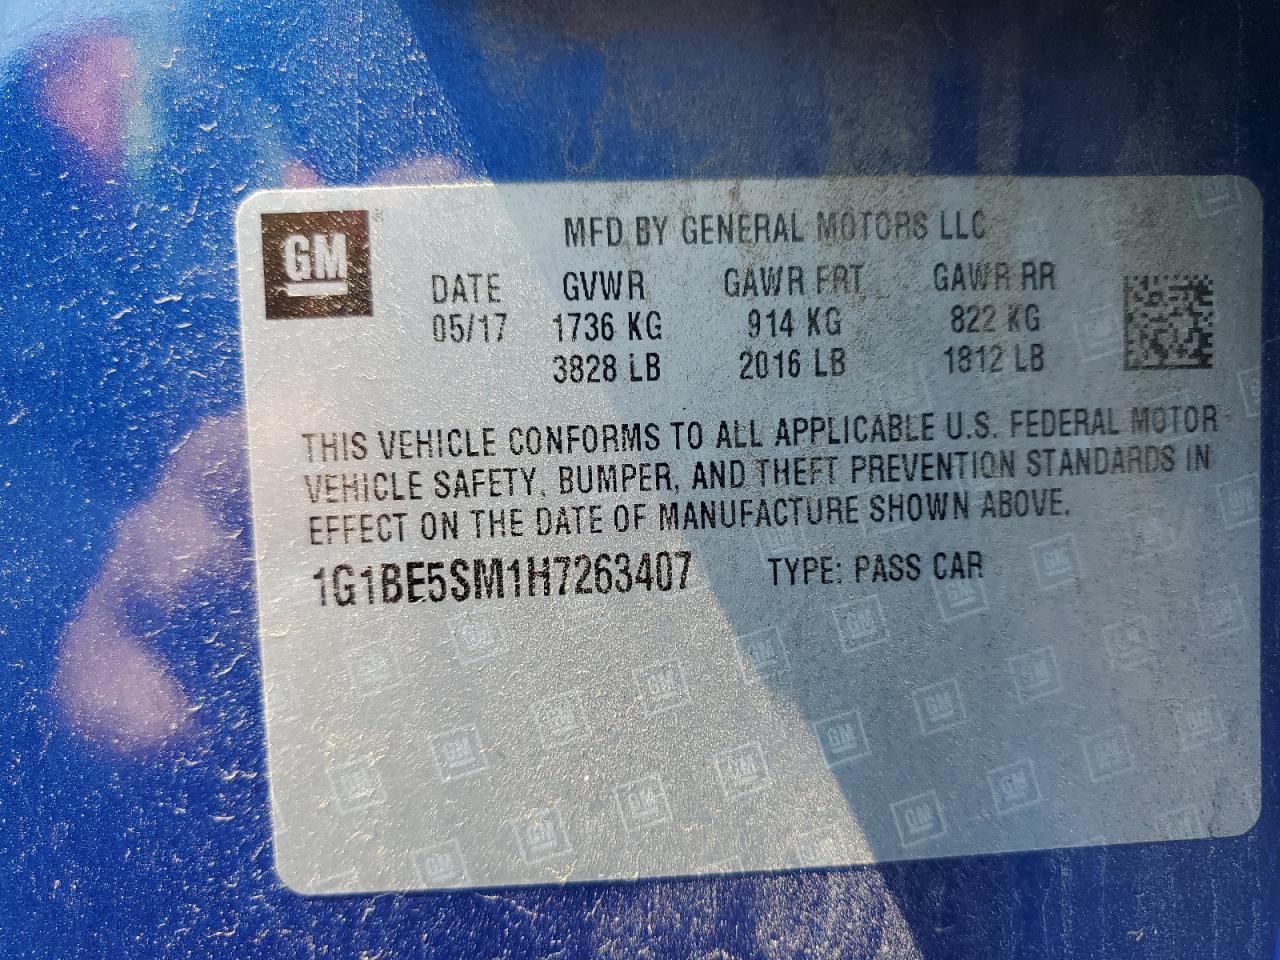 GM
MFD BY GENERAL MOTORS LLC
DATE GVWR GAWR FRT GAWR RR
05/17 1736 KG 914 KG 822 KG
3828 LB 2016 LB 1812 LB
THIS VEHICLE CONFORMS TO ALL APPLICABLE U.S. FEDERAL MOTOR
VEHICLE SAFETY, BUMPER, AND THEFT PREVENTION STANDARDS IN
EFFECT ON THE DATE OF MANUFACTURE SHOWN ABOVE.
1G1BE5SM1H7263407 TYPE: PASS CAR